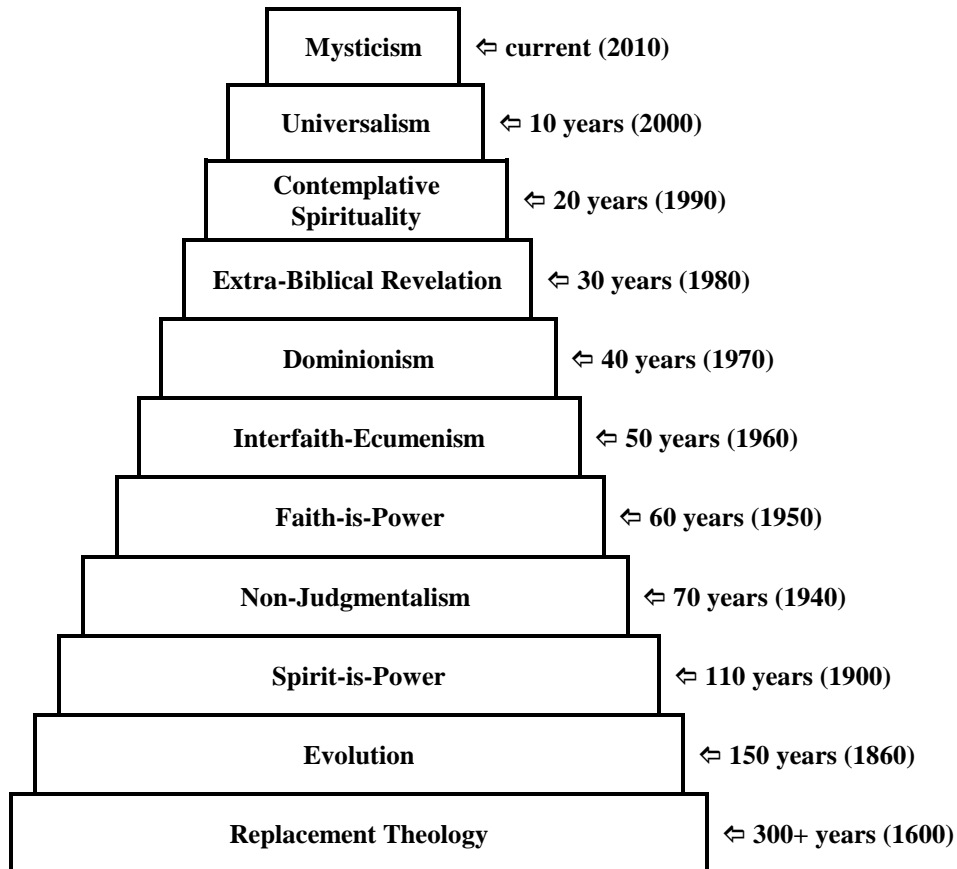 Mysticism ⇦ current (2010)
Universalism ⇦ 10 years (2000)
Contemplative
Spirituality ⇦ 20 years (1990)
Extra-Biblical Revelation ⇦ 30 years (1980)
Dominionism ⇦ 40 years (1970)
Interfaith-Ecumenism ⇦ 50 years (1960)
Faith-is-Power ⇦ 60 years (1950)
Non-Judgmentalism ⇦ 70 years (1940)
Spirit-is-Power ⇦ 110 years (1900)
Evolution ⇦ 150 years (1860)
Replacement Theology ⇦ 300+ years (1600)